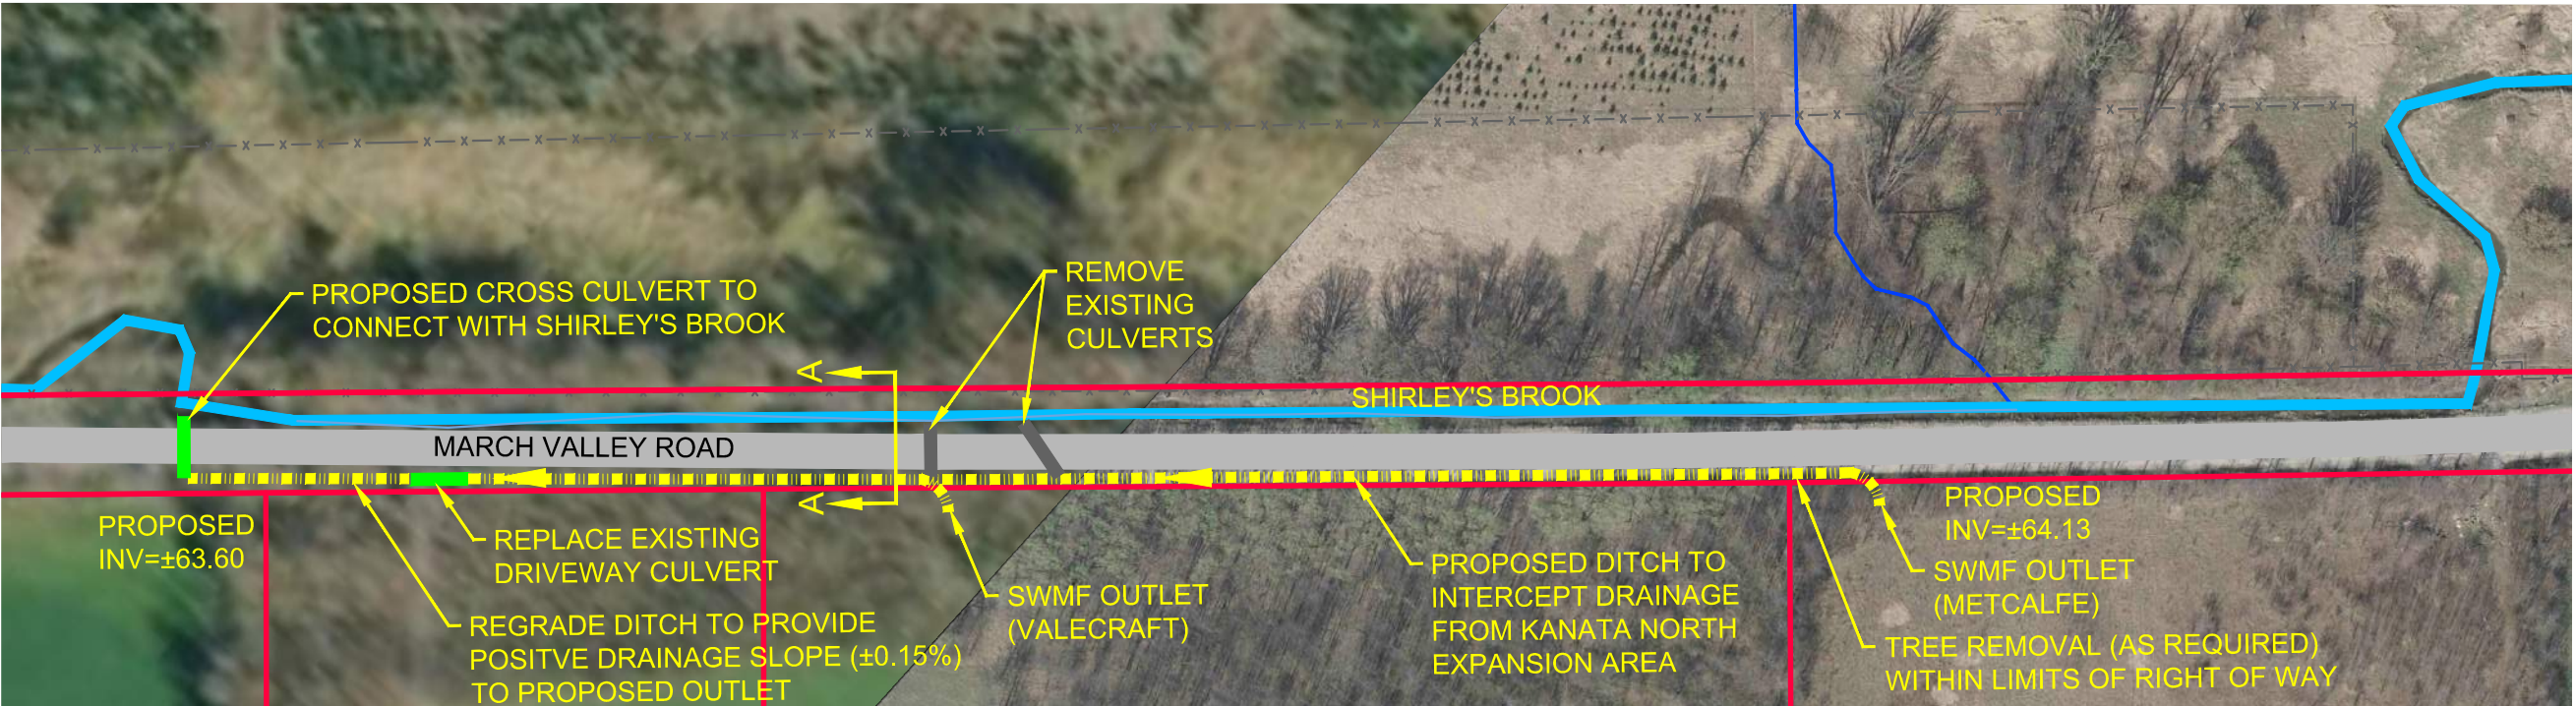 PROPOSED CROSS CULVERT TO
CONNECT WITH SHIRLEY'S BROOK
REMOVE
EXISTING
CULVERTS
A
SHIRLEY'S BROOK
MARCH VALLEY ROAD
A
PROPOSED
INV=±63.60
REPLACE EXISTING
DRIVEWAY CULVERT
REGRADE DITCH TO PROVIDE
POSITVE DRAINAGE SLOPE (±0.15%)
TO PROPOSED OUTLET
SWMF OUTLET
(VALECRAFT)
PROPOSED DITCH TO
INTERCEPT DRAINAGE
FROM KANATA NORTH
EXPANSION AREA
PROPOSED
INV=±64.13
SWMF OUTLET
(METCALFE)
TREE REMOVAL (AS REQUIRED)
WITHIN LIMITS OF RIGHT OF WAY